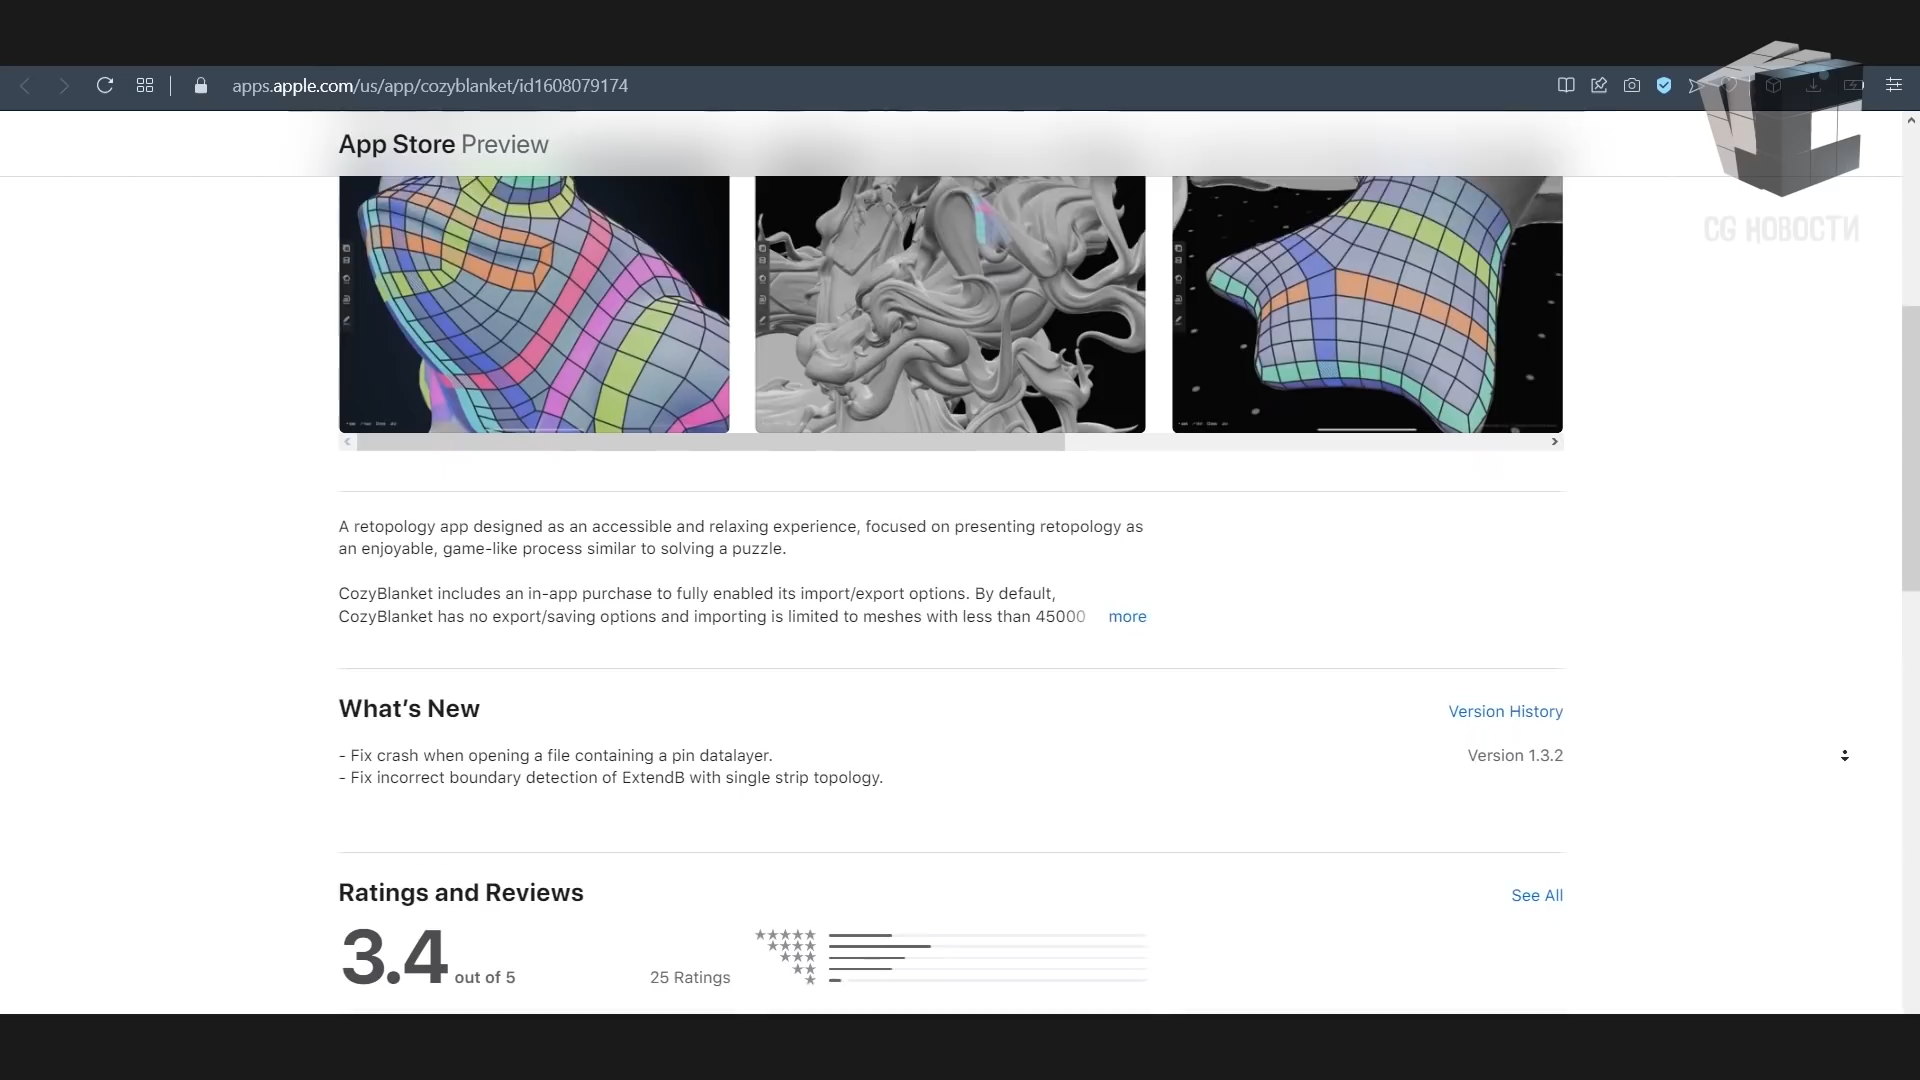 apps.apple.com/us/app/cozyblanket/id1608079174
CG НОВОСТИ
App Store Preview
A retopology app designed as an accessible and relaxing experience, focused on presenting retopology as
an enjoyable, game-like process similar to solving a puzzle.
CozyBlanket includes an in-app purchase to fully enabled its import/export options. By default,
CozyBlanket has no export/saving options and importing is limited to meshes with less than 45000 more
What's New
Version History
- Fix crash when opening a file containing a pin datalayer.
Version 1.3.2
- Fix incorrect boundary detection of ExtendB with single strip topology.
Ratings and Reviews
See All
3.4 out of 5
25 Ratings